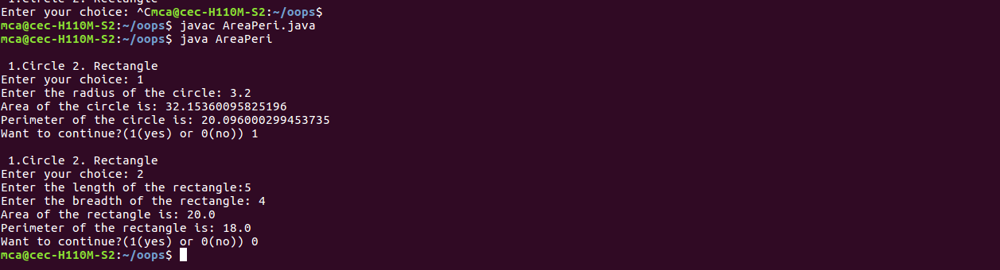 1.Circle 2. Rectangle
Enter your choice: ^Cmca@cec-H110M-S2:~/oops$
mca@cec-H110M-S2:~/oops$ javac AreaPeri.java
mca@cec-H110M-S2:~/oops$ java AreaPeri
1.Circle 2. Rectangle
Enter your choice: 1
Enter the radius of the circle: 3.2
Area of the circle is: 32.15360095825196
Perimeter of the circle is: 20.096000299453735
Want to continue?(1(yes) or 0(no)) 1
1.Circle 2. Rectangle
Enter your choice: 2
Enter the length of the rectangle:5
Enter the breadth of the rectangle: 4
Area of the rectangle is: 20.0
Perimeter of the rectangle is: 18.0
Want to continue?(1(yes) or 0(no)) 0
mca@cec-H110M-S2:~/oops$